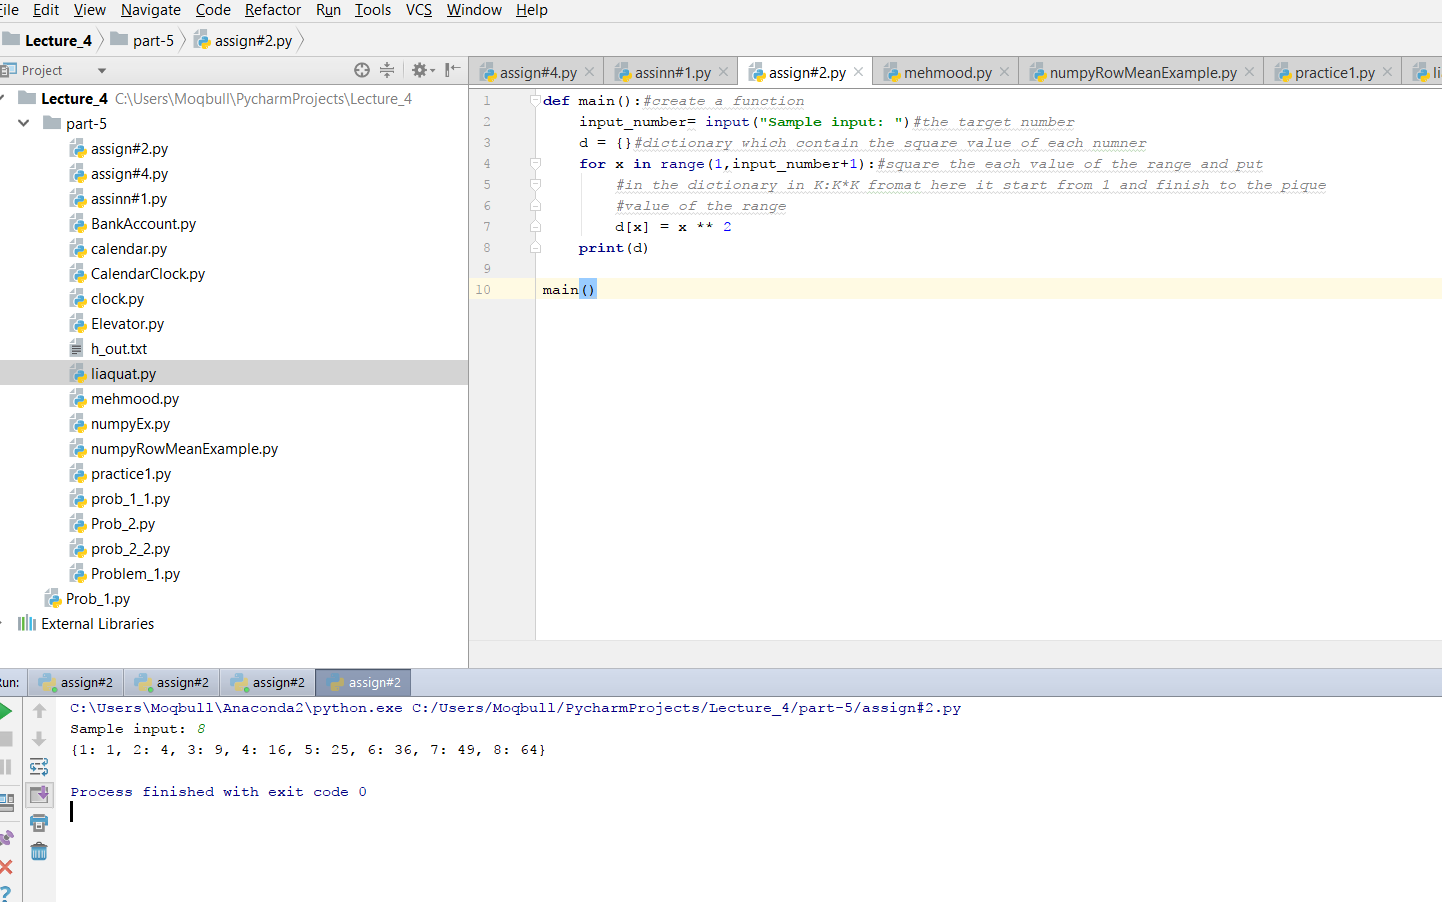 File Edit View Navigate Code Refactor Run Tools VCS Window Help
Lecture_4 part-5 assign#2.py
Project
assign#4.py assinn#1.py assign#2.py mehmood.py numpyRowMeanExample.py practice1.py li
Lecture_4 C:\Users\Moqbull\PycharmProjects\Lecture_4
part-5
assign#2.py
assign#4.py
assinn#1.py
BankAccount.py
calendar.py
CalendarClock.py
clock.py
Elevator.py
h_out.txt
liaquat.py
mehmood.py
numpyEx.py
numpyRowMeanExample.py
practice1.py
prob_1_1.py
Prob_2.py
prob_2_2.py
Problem_1.py
Prob_1.py
External Libraries
1 def main():#create a function
2 input_number= input("Sample input: ")#the target number
3 d = {}#dictionary which contain the square value of each numner
4 for x in range(1,input_number+1):#square the each value of the range and put
5 #in the dictionary in K:K*K fromat here it start from 1 and finish to the pique
6 #value of the range
7 d[x] = x ** 2
8 print(d)
9
10 main()
Run: assign#2 assign#2 assign#2 assign#2
C:\Users\Moqbull\Anaconda2\python.exe C:/Users/Moqbull/PycharmProjects/Lecture_4/part-5/assign#2.py
Sample input: 8
{1: 1, 2: 4, 3: 9, 4: 16, 5: 25, 6: 36, 7: 49, 8: 64}
Process finished with exit code 0